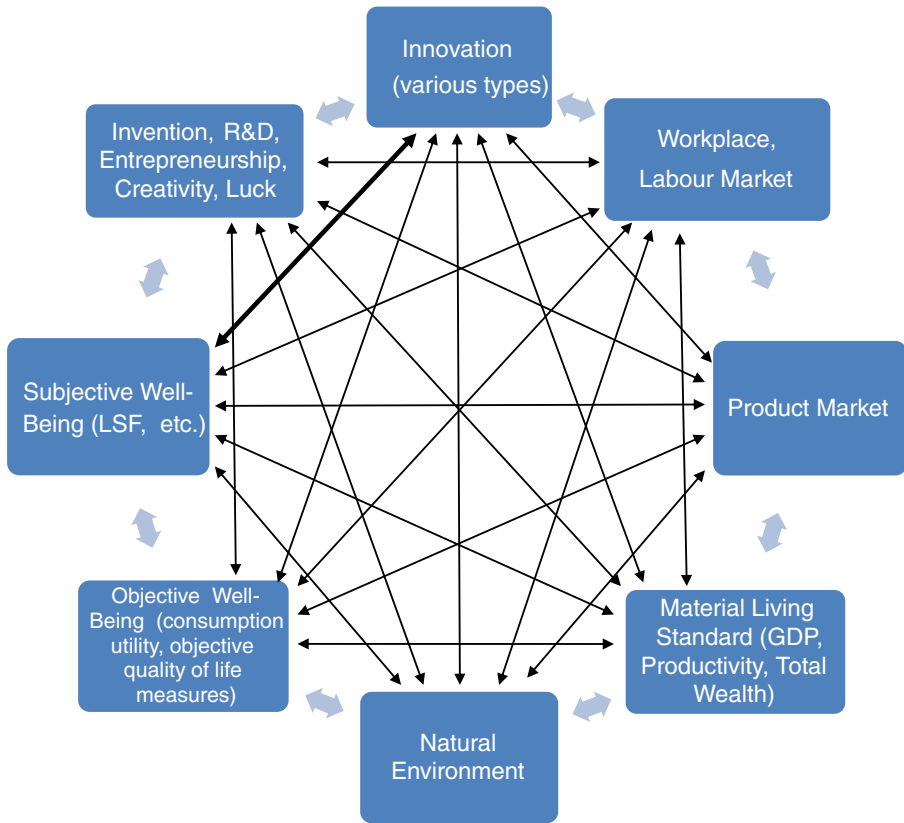 Innovation
(various types)
Invention, R&D,
Entrepreneurship,
Creativity, Luck
Workplace,
Labour Market
Subjective Well-
Being (LSF, etc.)
Product Market
Objective Well-
Being (consumption
utility, objective
quality of life
measures)
Material Living
Standard (GDP,
Productivity, Total
Wealth)
Natural
Environment